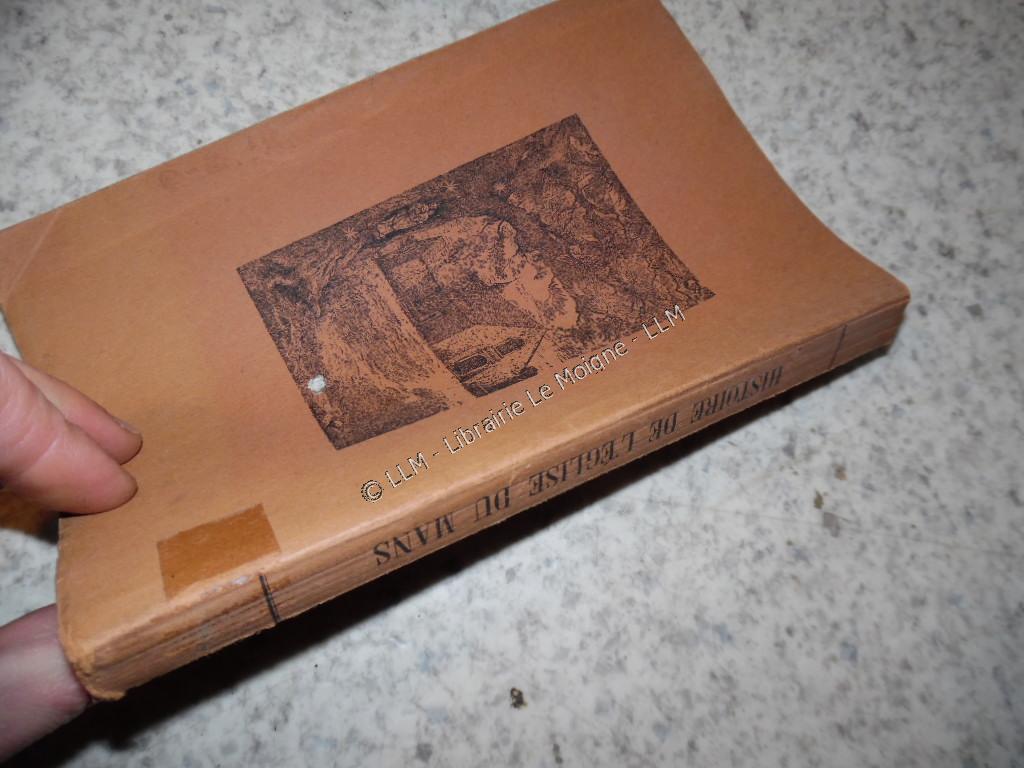 © LLM - Librairie Le Moigne - LLM
HISTOIRE DE L'ÉGLISE DU MANS